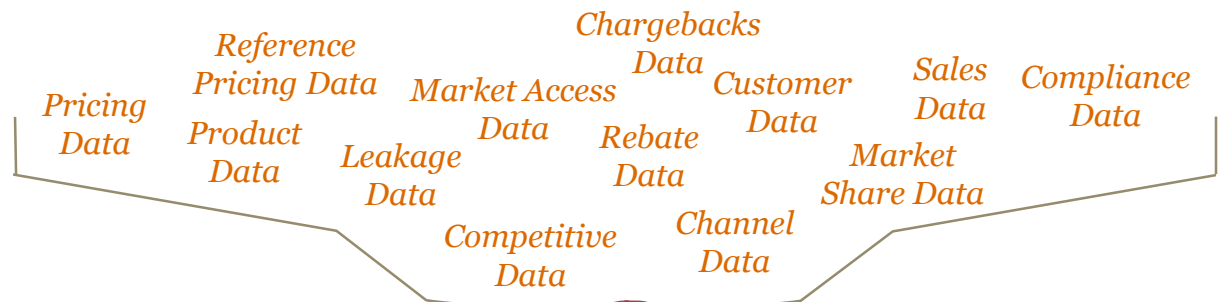 Chargebacks
Data
Reference
Pricing Data
Market Access
Data
Customer
Data
Sales
Data
Compliance
Data
Pricing
Data
Product
Data
Leakage
Data
Rebate
Data
Market
Share Data
Competitive
Data
Channel
Data